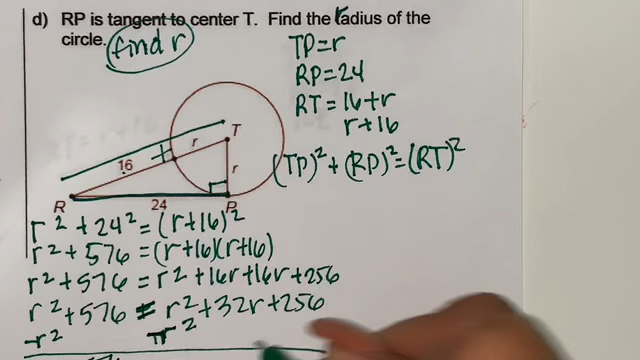 d) RP is tangent to center T. Find the radius of the
circle. find r
TP=r
RP=24
RT=16+r
r+16
(TP)²+(RP)²=(RT)²
T
r
16
r
R
24
P
r²+24²=(r+16)²
r²+576=(r+16)(r+16)
r²+576=r²+16r+16r+256
r²+576=r²+32r+256
-r² -r²